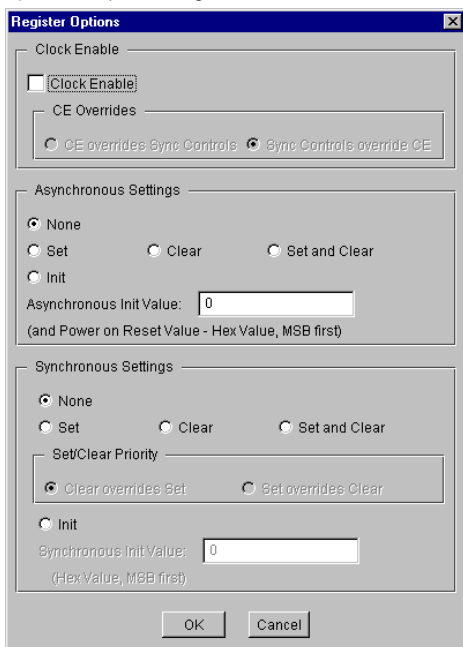 Register Options
Clock Enable
Clock Enable
CE Overrides
CE overrides Sync Controls Sync Controls override CE
Asynchronous Settings
None
Set Clear Set and Clear
Init
Asynchronous Init Value: 0
(and Power on Reset Value - Hex Value, MSB first)
Synchronous Settings
None
Set Clear Set and Clear
Set/Clear Priority
Clear overrides Set Set overrides Clear
Init
Synchronous Init Value: 0
(Hex Value, MSB first)
OK Cancel